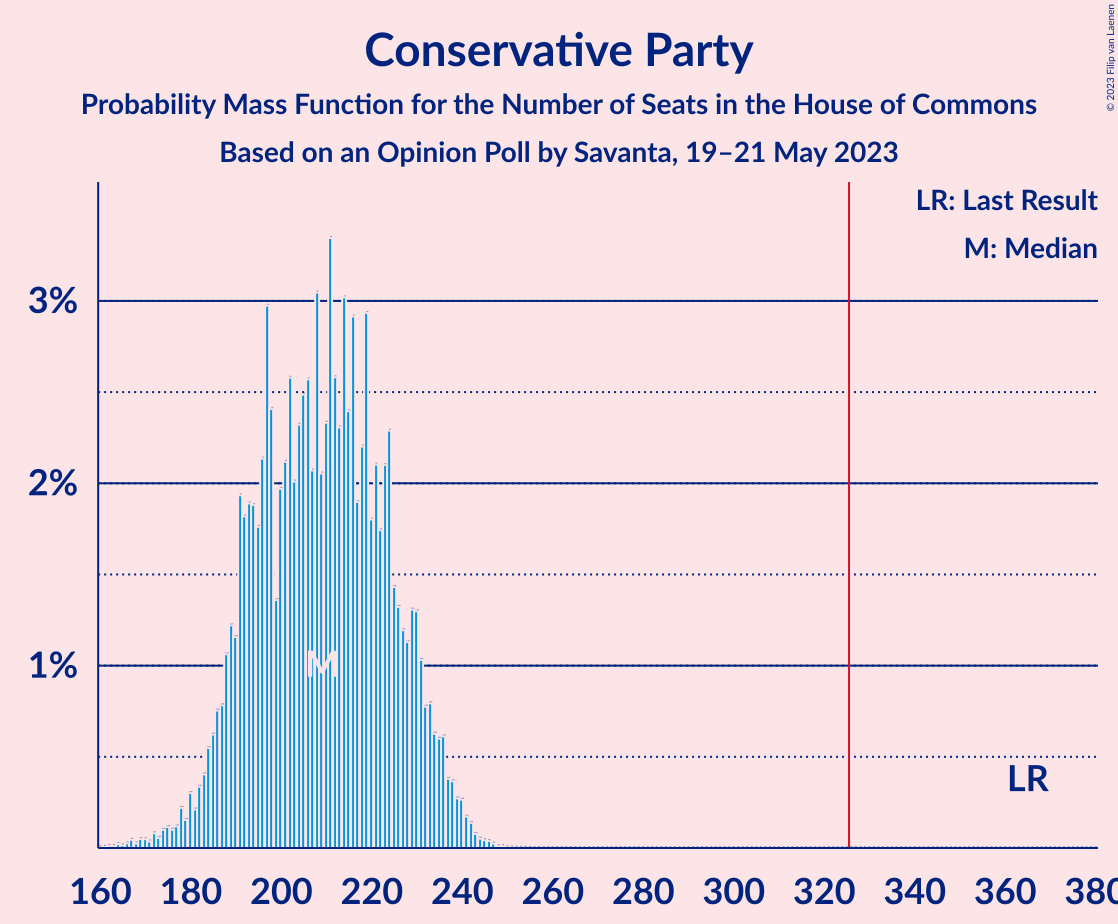 Conservative Party
Probability Mass Function for the Number of Seats in the House of Commons
Based on an Opinion Poll by Savanta, 19–21 May 2023
© 2023 Filip van Laenen
LR: Last Result
M: Median
3%
2%
1%
M
LR
160 180 200 220 240 260 280 300 320 340 360 380